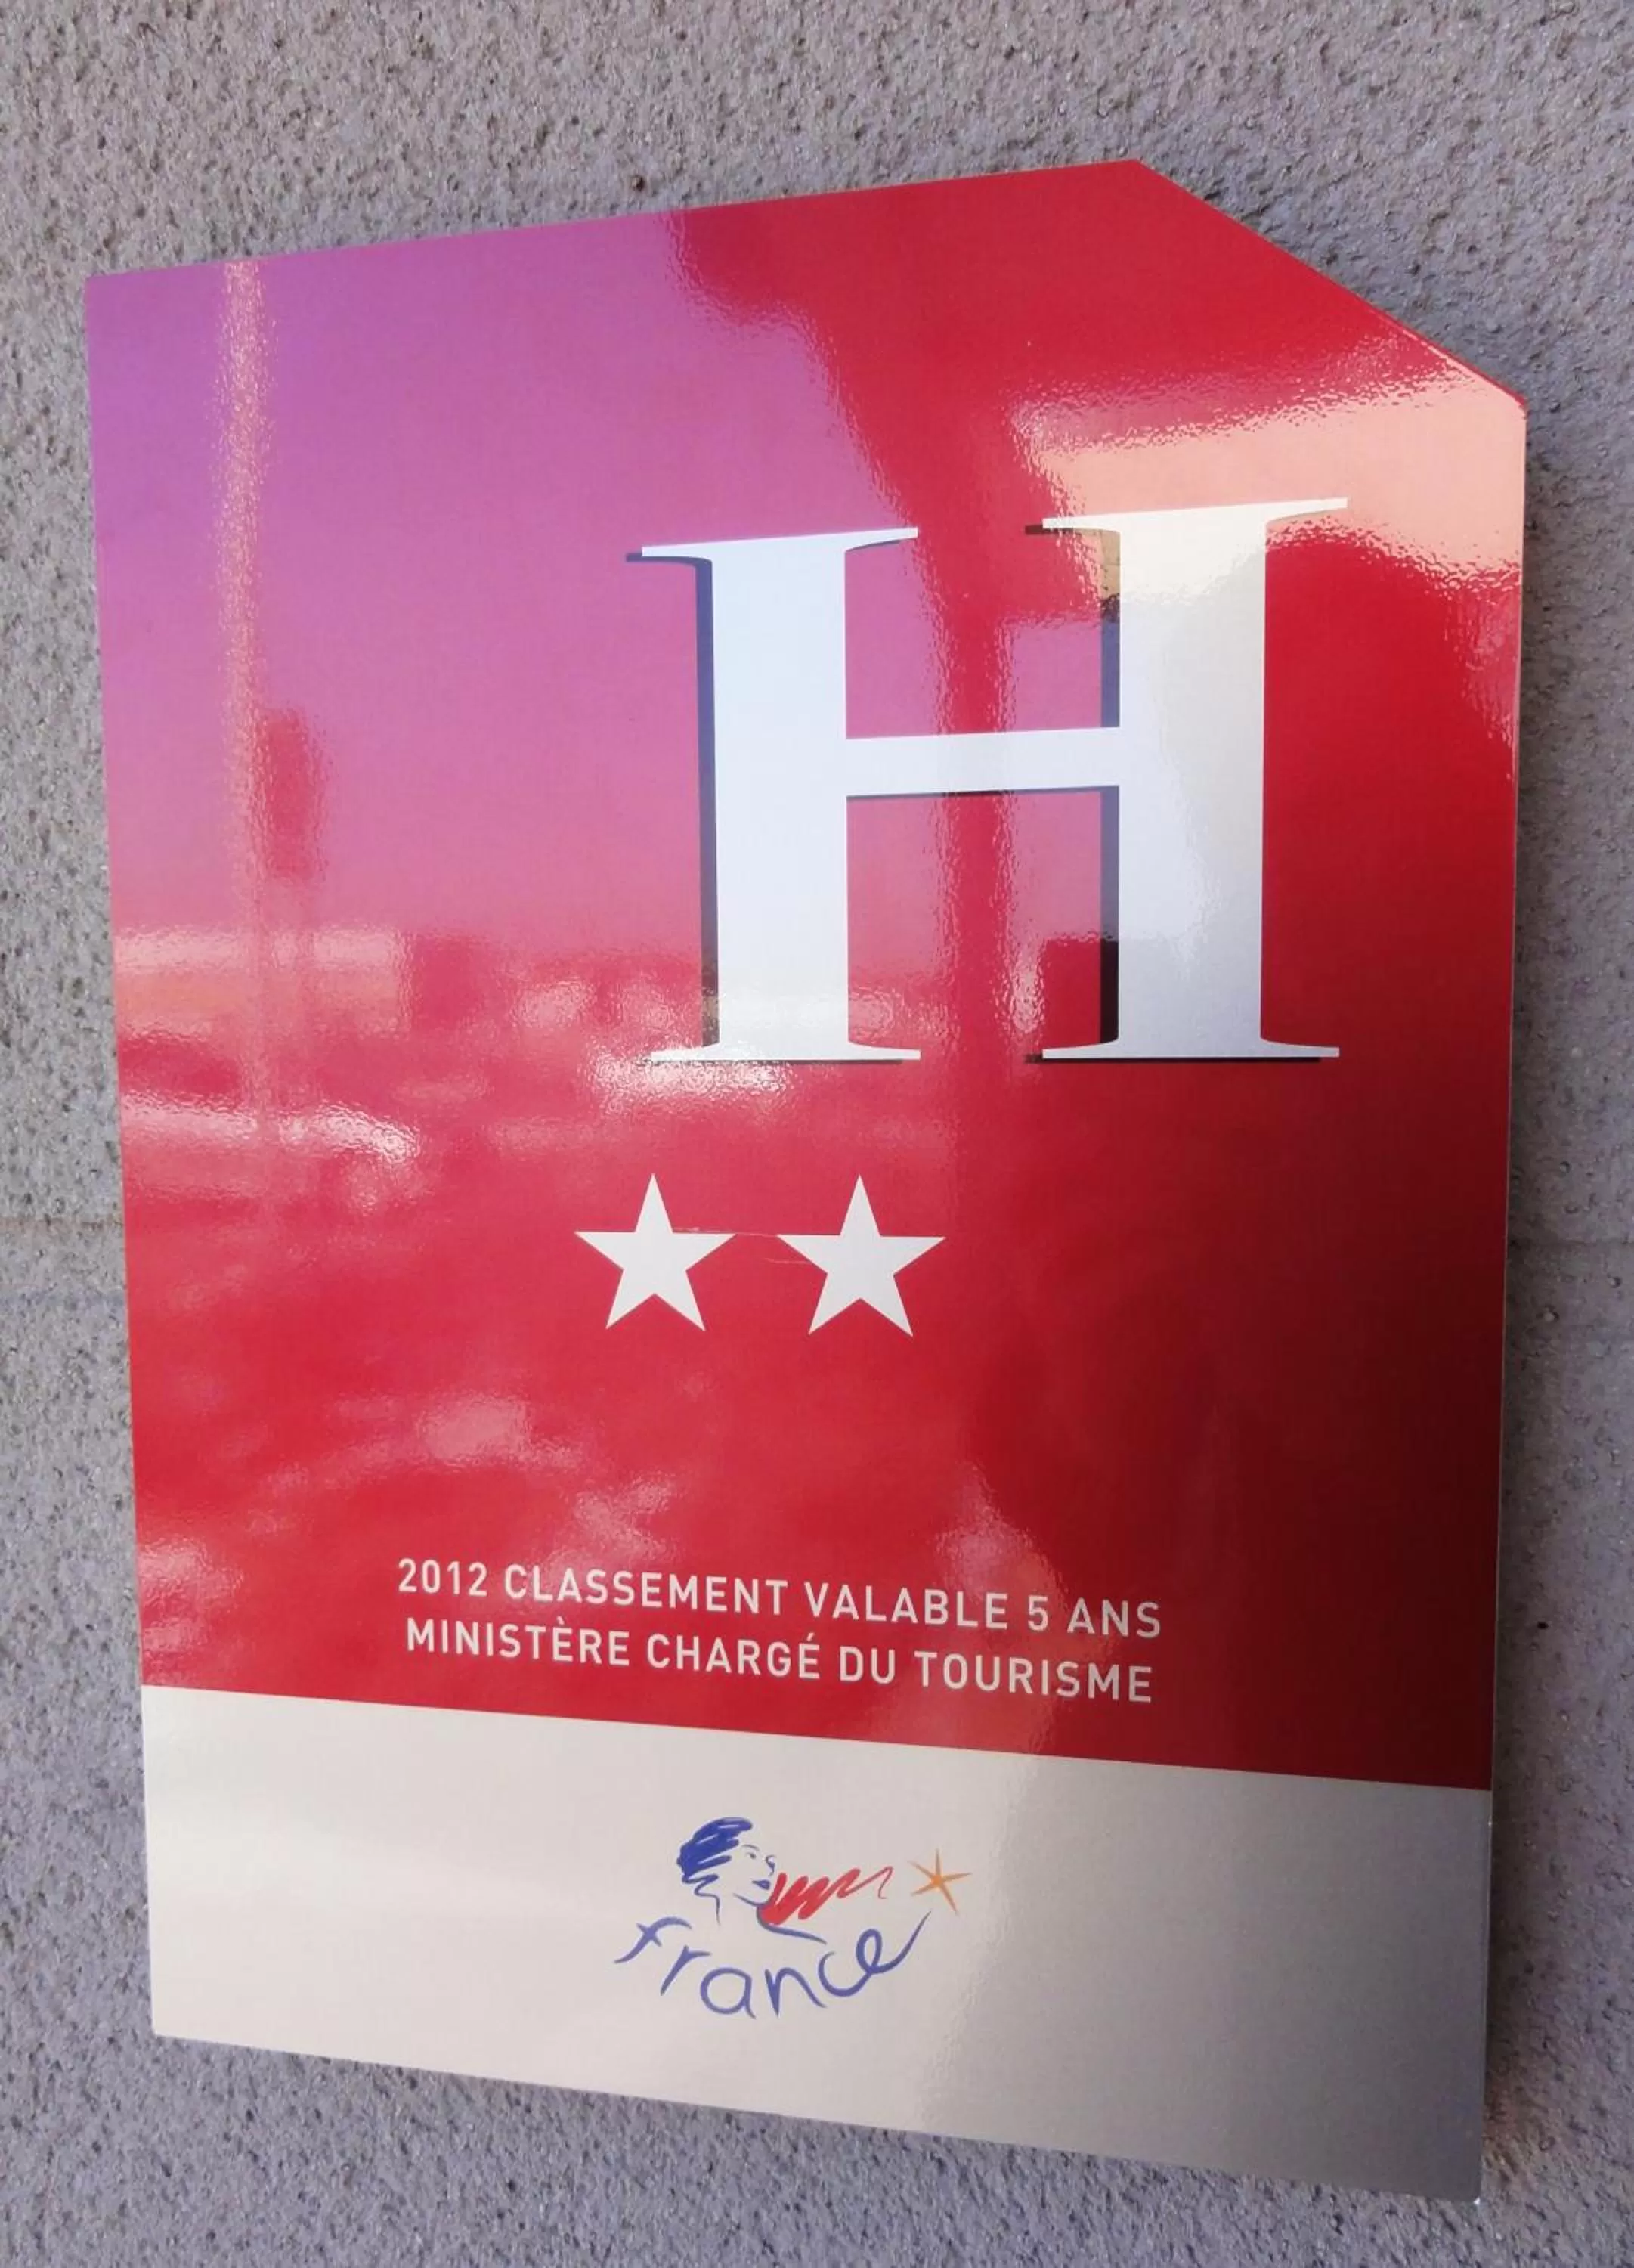 H
2012 CLASSEMENT VALABLE 5 ANS
MINISTÈRE CHARGÉ DU TOURISME
france